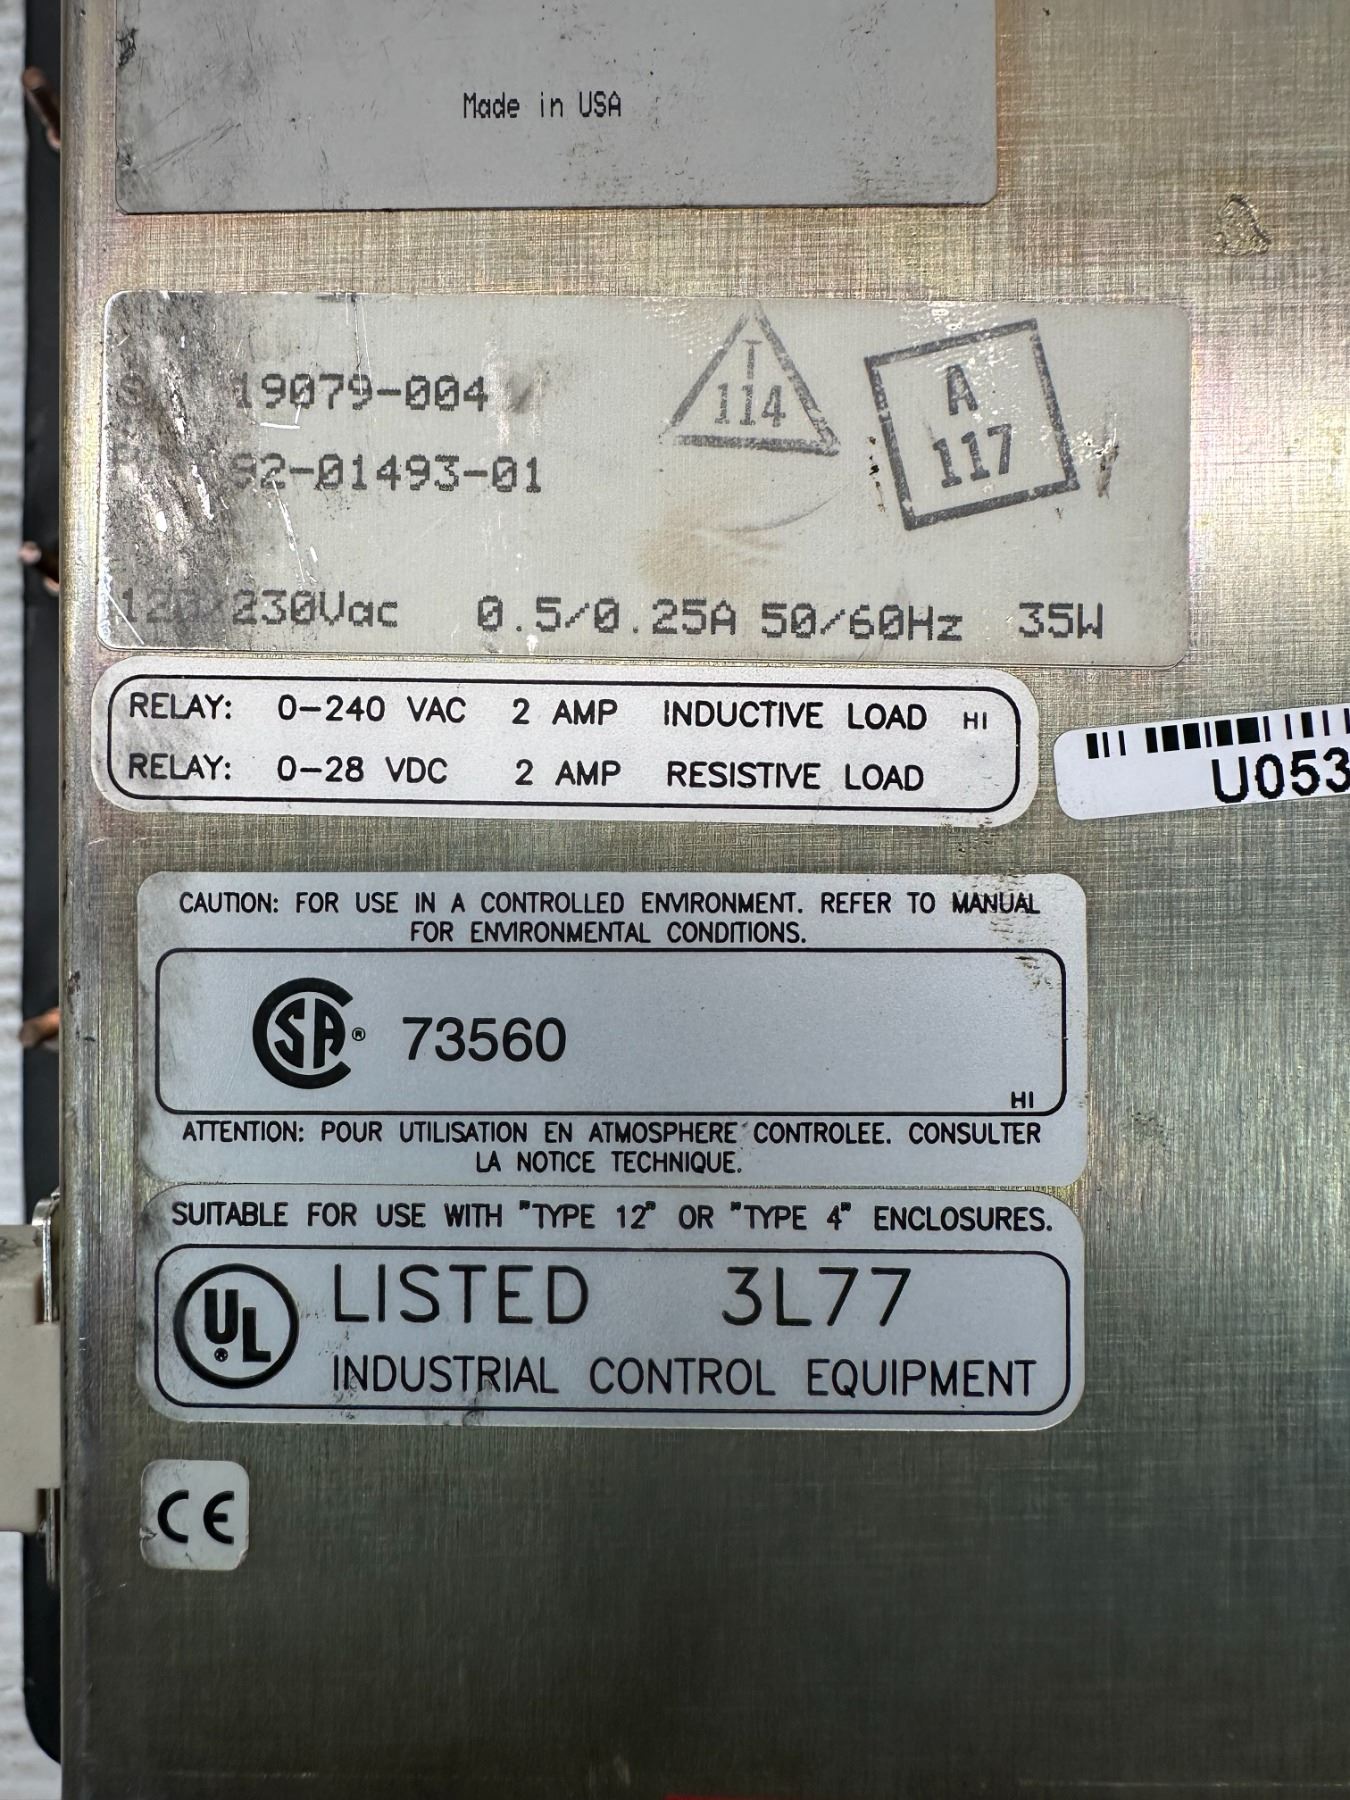 Made in USA
19079-004
92-01493-01
T
114
A
117
120/230Vac 0.5/0.25A 50/60Hz 35W
RELAY: 0-240 VAC 2 AMP INDUCTIVE LOAD HI
RELAY: 0-28 VDC 2 AMP RESISTIVE LOAD
U053
CAUTION: FOR USE IN A CONTROLLED ENVIRONMENT. REFER TO MANUAL
FOR ENVIRONMENTAL CONDITIONS.
CSA® 73560
HI
ATTENTION: POUR UTILISATION EN ATMOSPHERE CONTROLEE. CONSULTER
LA NOTICE TECHNIQUE.
SUITABLE FOR USE WITH "TYPE 12" OR "TYPE 4" ENCLOSURES.
UL® LISTED 3L77
INDUSTRIAL CONTROL EQUIPMENT
CE